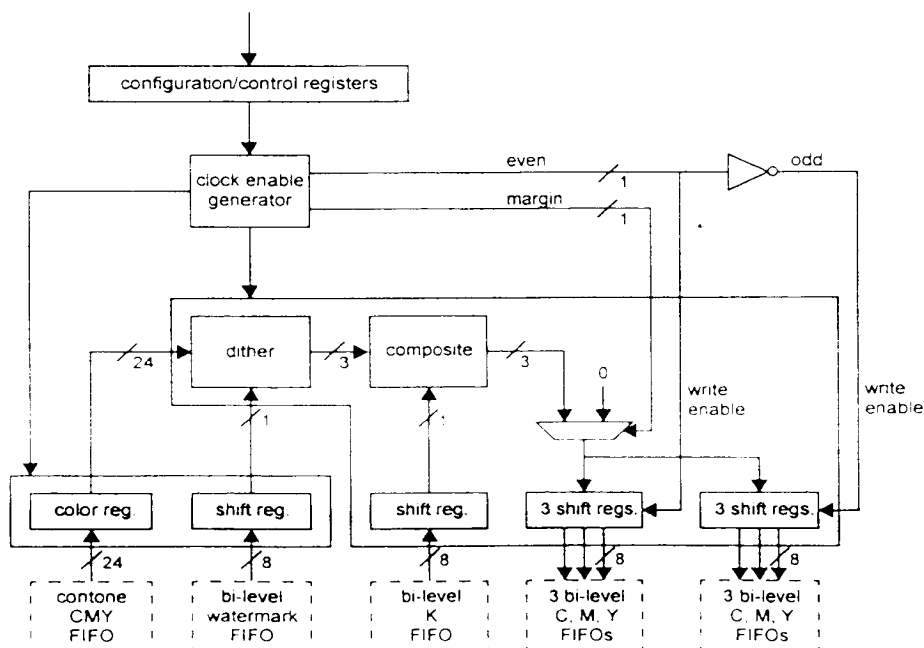 configuration/control registers
clock enable
generator
even
1
odd
margin
1
24
dither
3
composite
3
0
1
1
write
enable
write
enable
color reg.
shift reg.
shift reg.
3 shift regs.
3 shift regs.
24
8
8
8
8
contone
CMY
FIFO
bi-level
watermark
FIFO
bi-level
K
FIFO
3 bi-level
C, M, Y
FIFOs
3 bi-level
C, M, Y
FIFOs